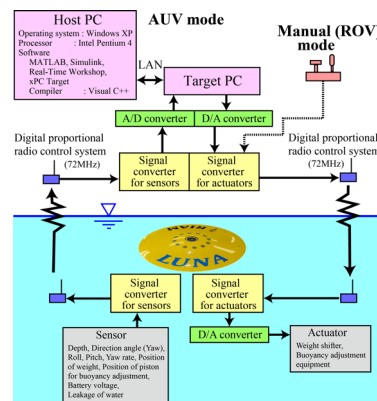 Host PC
Operating system : Windows XP
Processor : Intel Pentium 4
Software
MATLAB, Simulink,
Real-Time Workshop,
xPC Target
Compiler : Visual C++
AUV mode
Manual (ROV)
mode
LAN
Target PC
A/D converter
D/A converter
Digital proportional
radio control system
(72MHz)
Signal
converter
for sensors
Signal
converter
for actuators
Digital proportional
radio control system
(72MHz)
RIAM
LUNA
Signal
converter
for sensors
Signal
converter
for actuators
D/A converter
Sensor
Depth, Direction angle (Yaw),
Roll, Pitch, Yaw rate, Position
of weight, Position of piston
for buoyancy adjustment,
Battery voltage,
Leakage of water
Actuator
Weight shifter,
Buoyancy adjustment
equipment